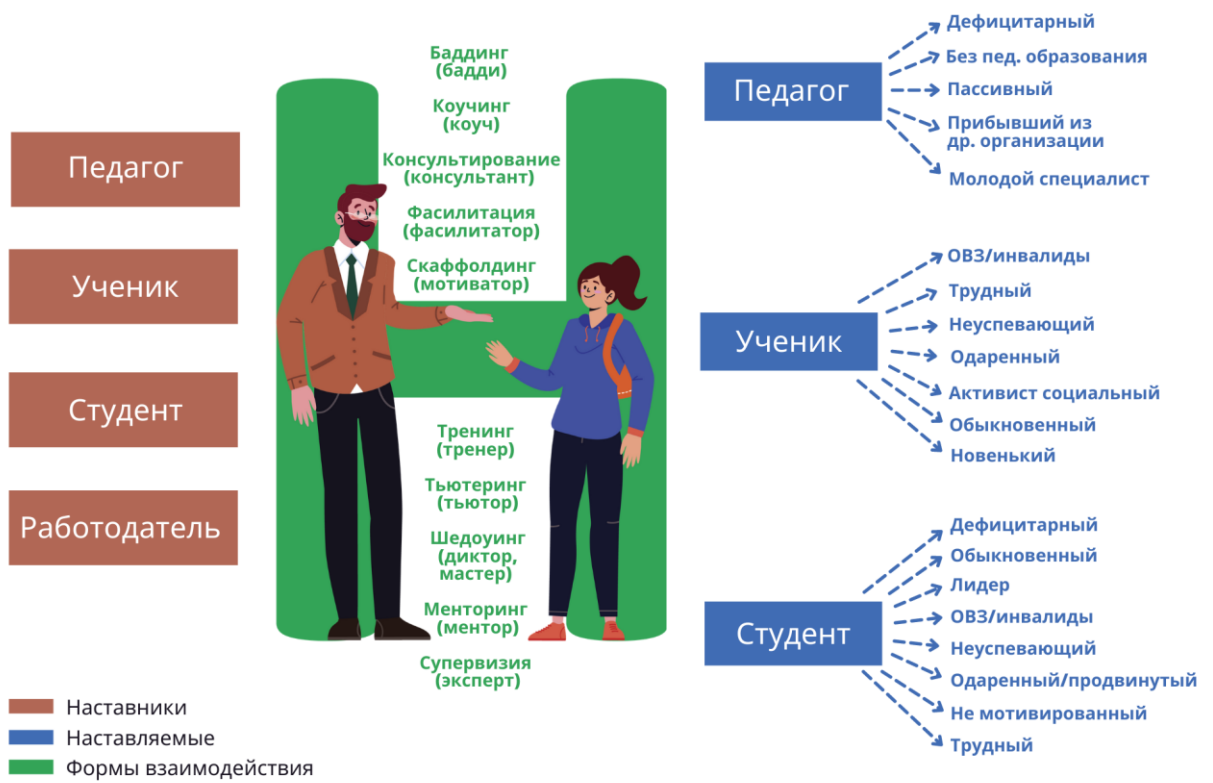 Педагог
Ученик
Студент
Работодатель
Баддинг
(бадди)
Коучинг
(коуч)
Консультирование
(консультант)
Фасилитация
(фасилитатор)
Скаффолдинг
(мотиватор)
Тренинг
(тренер)
Тьютеринг
(тьютор)
Шедоуинг
(диктор,
мастер)
Менторинг
(ментор)
Супервизия
(эксперт)
Педагог
Дефицитарный
Без пед. образования
Пассивный
Прибывший из
др. организации
Молодой специалист
Ученик
ОВЗ/инвалиды
Трудный
Неуспевающий
Одаренный
Активист социальный
Обыкновенный
Новенький
Студент
Дефицитарный
Обыкновенный
Лидер
ОВЗ/инвалиды
Неуспевающий
Одаренный/продвинутый
Не мотивированный
Трудный
Наставники
Наставляемые
Формы взаимодействия